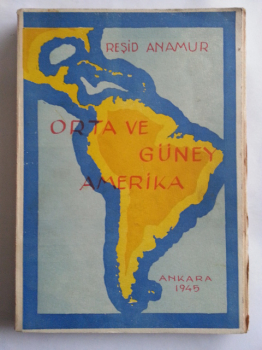 REŞİD ANAMUR
ORTA VE
GÜNEY
AMERİKA
ANKARA
1945